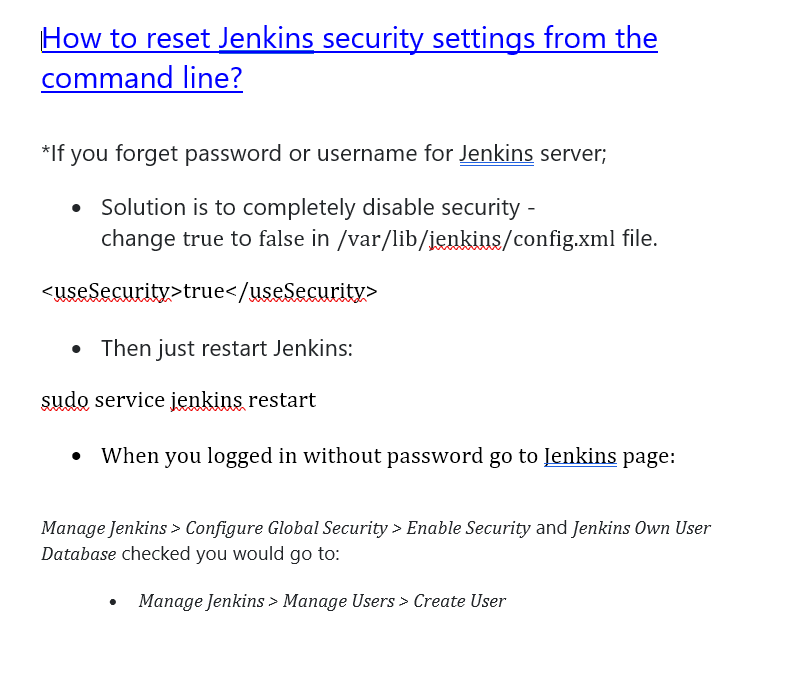 How to reset Jenkins security settings from the
command line?
*If you forget password or username for Jenkins server;
• Solution is to completely disable security -
change true to false in /var/lib/jenkins/config.xml file.
<useSecurity>true</useSecurity>
• Then just restart Jenkins:
sudo service jenkins restart
• When you logged in without password go to Jenkins page:
Manage Jenkins > Configure Global Security > Enable Security and Jenkins Own User
Database checked you would go to:
• Manage Jenkins > Manage Users > Create User